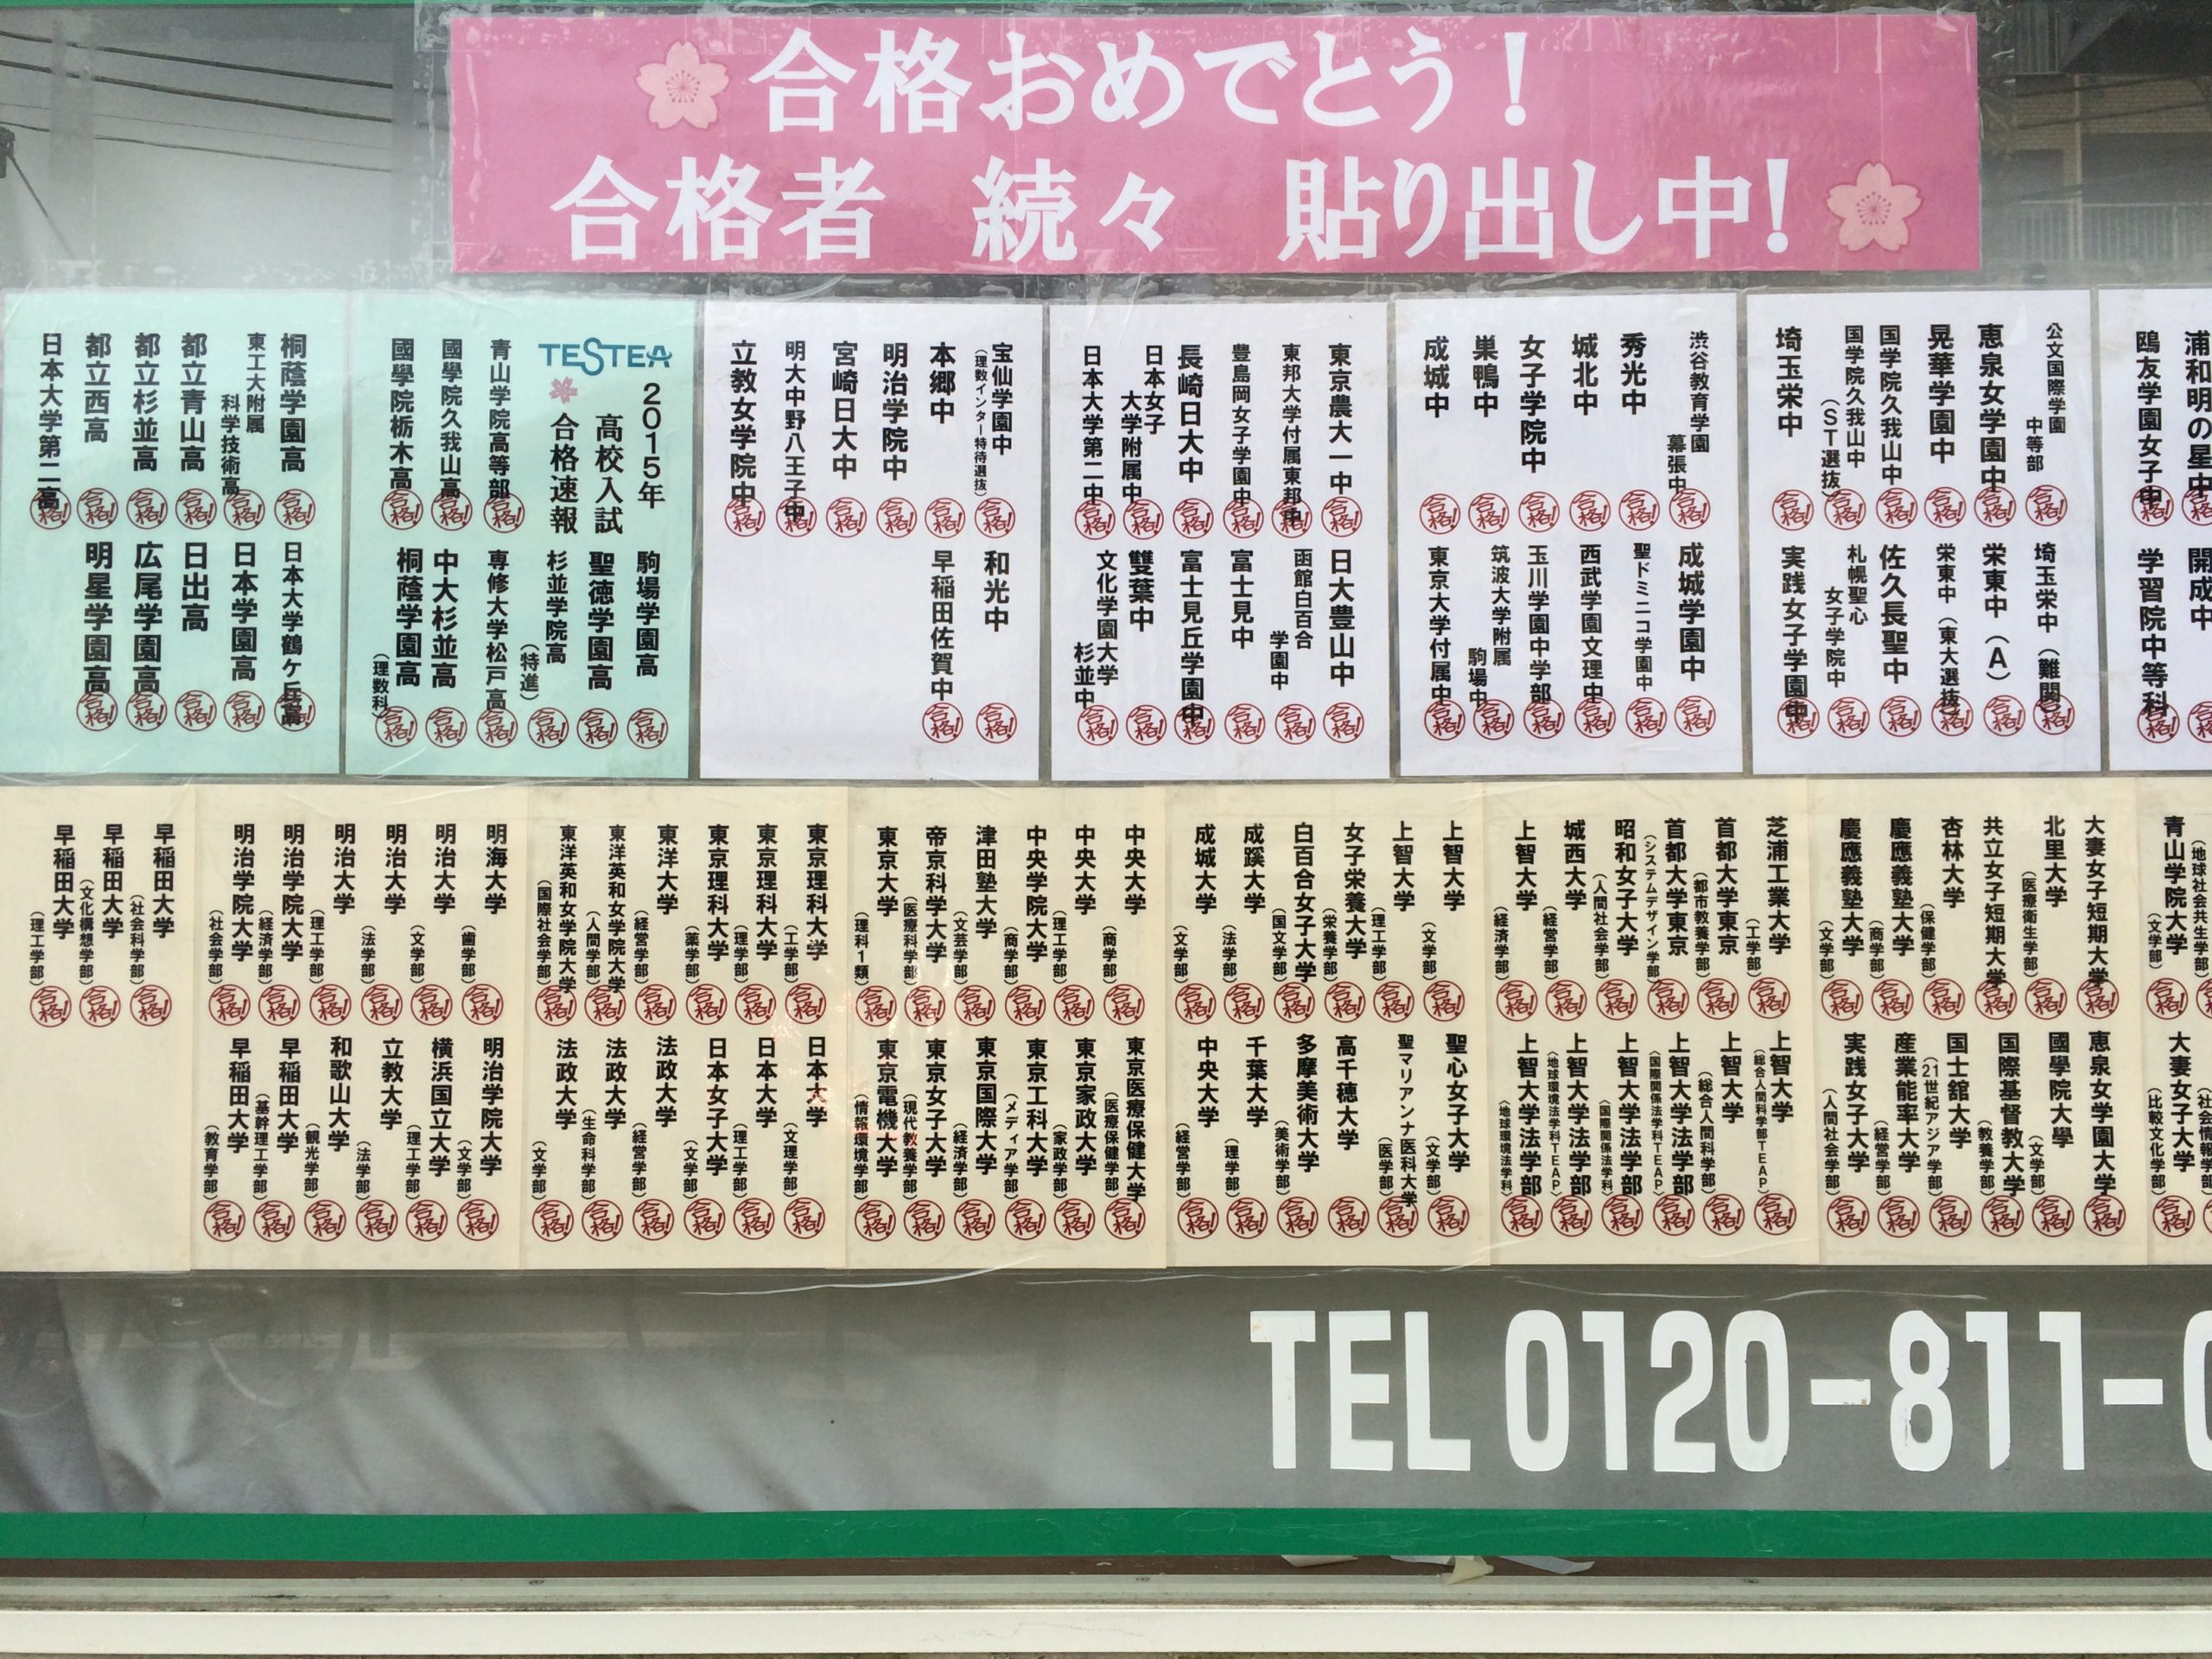 合格おめでとう！
合格者 続々 貼り出し中!
浦和明の星中
鴎友学園女子中
開成中
学習院中等科
公文国際学園
中等部
恵泉女学園中
晃華学園中
国学院久我山中
国学院久我山中
（ST選抜）
埼玉栄中
埼玉栄中（難関）
栄東中（A）
栄東中（東大選抜）
佐久長聖中
札幌聖心
女子学院中
実践女子学園中
渋谷教育学園
幕張中
秀光中
城北中
女子学院中
巣鴨中
成城中
成城学園中
聖ドミニコ学園中
西武学園文理中
玉川学園中学部
筑波大学附属
駒場中
東京大学付属中
東京農大一中
東邦大学付属東邦中
豊島岡女子学園中
長崎日大中
日本女子
大学附属中
日本大学第二中
日大豊山中
函館白百合
学園中
富士見中
富士見丘学園中
雙葉中
文化学園大学
杉並中
宝仙学園中
（理数インター特待選抜）
本郷中
明治学院中
宮崎日大中
明大中野八王子中
立教女学院中
和光中
早稲田佐賀中
TESTEA
2015年
高校入試
合格速報
青山学院高等部
國學院久我山高
國學院栃木高
駒場学園高
聖徳学園高
杉並学院高
（特進）
専修大学松戸高
中大杉並高
桐蔭学園高
（理数科）
桐蔭学園高
東工大附属
科学技術高
都立青山高
都立杉並高
都立西高
日本大学第二高
日本大学鶴ケ丘高
日本学園高
日出高
広尾学園高
明星学園高
青山学院大学
（文学部）
大妻女子大学
（比較文化学部）
大妻女子短期大学
北里大学
（医療衛生学部）
共立女子短期大学
杏林大学
（保健学部）
慶應義塾大学
（商学部）
慶應義塾大学
（文学部）
恵泉女学園大学
國學院大學
（文学部）
国際基督教大学
（教養学部）
国士舘大学
（21世紀アジア学部）
産業能率大学
（経営学部）
実践女子大学
（人間社会学部）
芝浦工業大学
（工学部）
首都大学東京
（都市教養学部）
首都大学東京
（システムデザイン学部）
昭和女子大学
（人間社会学部）
城西大学
（経営学部）
上智大学
（経済学部）
上智大学
（総合人間科学部TEAP）
上智大学
（総合人間科学部）
上智大学法学部
（国際関係法学科TEAP）
上智大学法学部
（国際関係法学科）
上智大学法学部
（地球環境法学科TEAP）
上智大学法学部
（地球環境法学科）
上智大学
（文学部）
上智大学
（理工学部）
女子栄養大学
（栄養学部）
白百合女子大学
（国文学部）
成蹊大学
（法学部）
成城大学
（文学部）
聖心女子大学
（文学部）
聖マリアンナ医科大学
（医学部）
高千穂大学
多摩美術大学
（美術学部）
千葉大学
（理学部）
中央大学
（経営学部）
中央大学
（商学部）
中央大学
（理工学部）
中央学院大学
（商学部）
津田塾大学
（文芸学部）
帝京科学大学
（医療科学部）
東京大学
（理科1類）
東京医療保健大学
（医療保健学部）
東京家政大学
（家政学部）
東京工科大学
（メディア学部）
東京国際大学
（経済学部）
東京女子大学
（現代教養学部）
東京電機大学
（情報環境学部）
東京理科大学
（工学部）
東京理科大学
（理学部）
東京理科大学
（薬学部）
東洋大学
（経営学部）
東洋英和女学院大学
（人間学部）
東洋英和女学院大学
（国際社会学部）
日本大学
（文理学部）
日本大学
（理工学部）
日本女子大学
（文学部）
法政大学
（経営学部）
法政大学
（生命科学部）
法政大学
（文学部）
明海大学
（歯学部）
明治大学
（文学部）
明治大学
（法学部）
明治大学
（理工学部）
明治学院大学
（経済学部）
明治学院大学
（社会学部）
明治学院大学
（文学部）
横浜国立大学
（理工学部）
立教大学
（法学部）
和歌山大学
（観光学部）
早稲田大学
（基幹理工学部）
早稲田大学
（教育学部）
早稲田大学
（社会科学部）
早稲田大学
（文化構想学部）
早稲田大学
（理工学部）
TEL 0120-811-